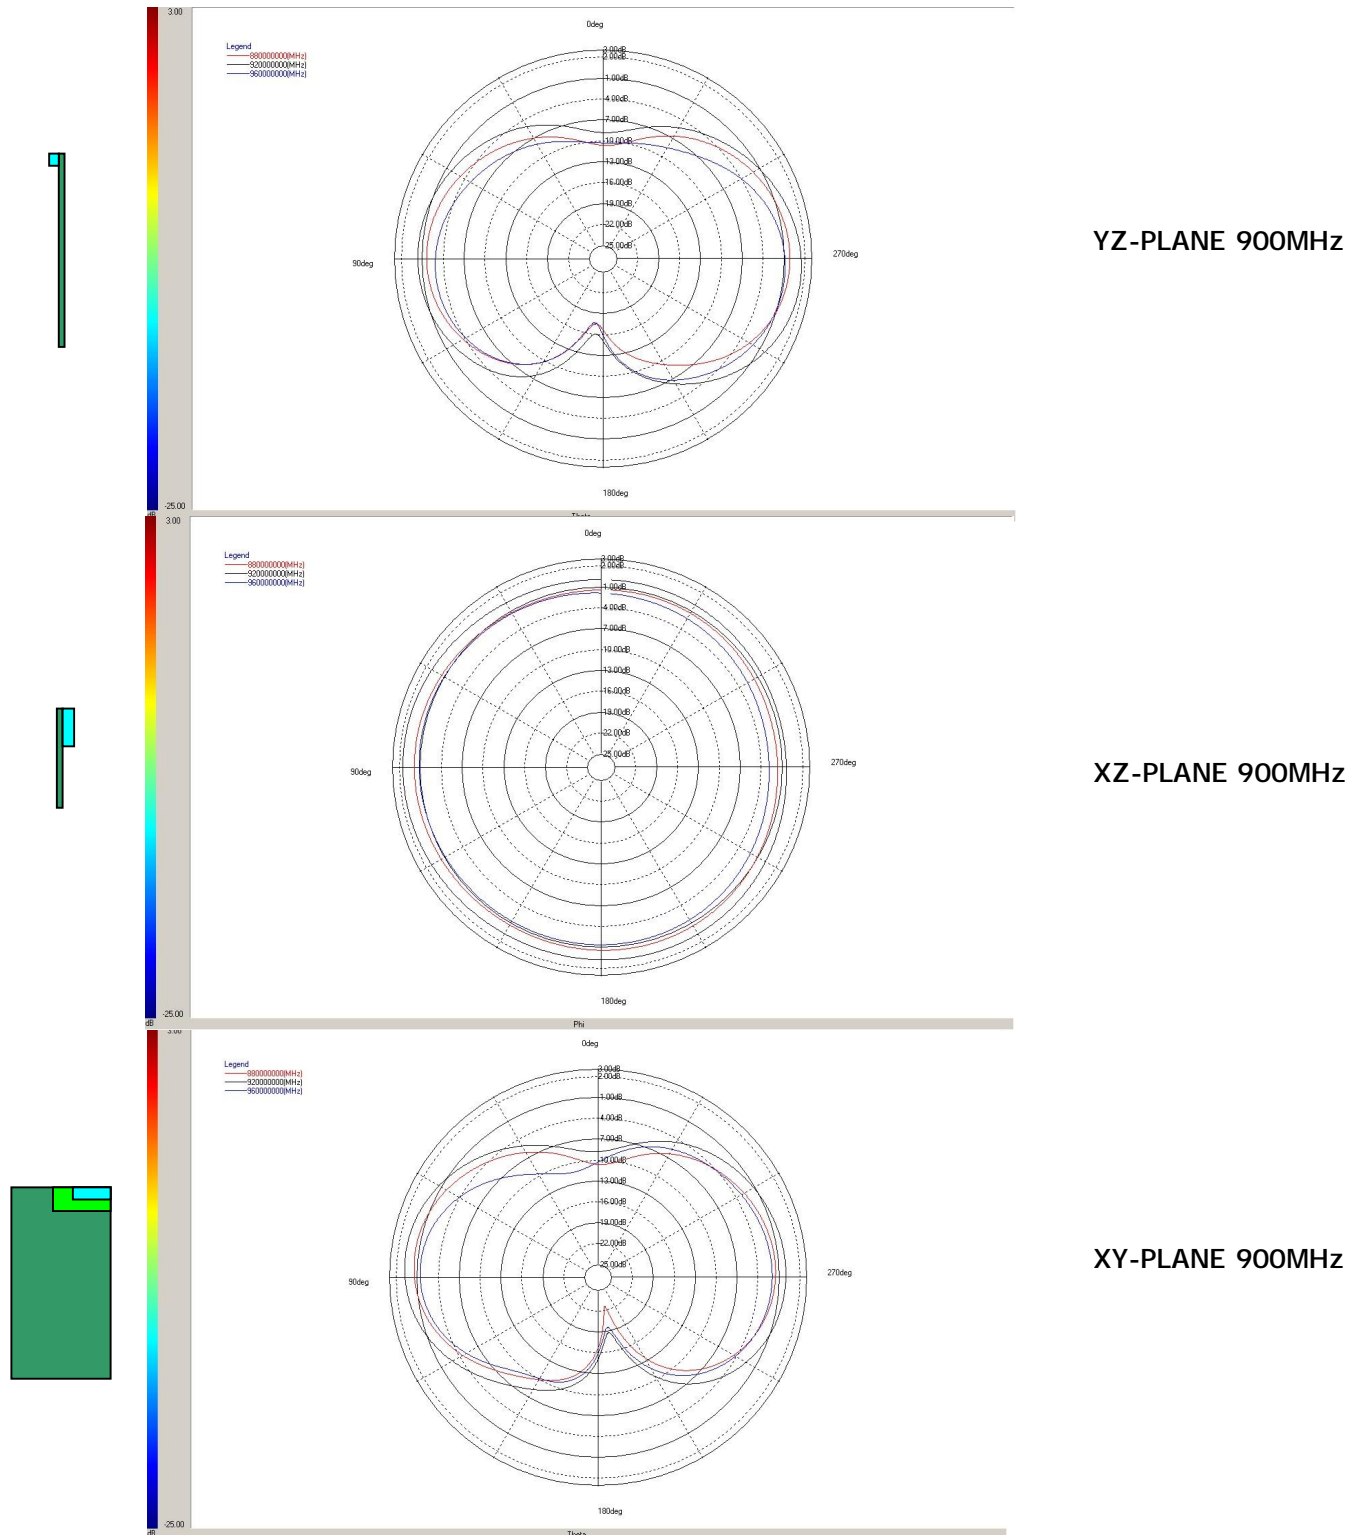 3.00
0deg
Legend
880000000(MHz)
920000000(MHz)
960000000(MHz)
3.00dB
2.00dB
1.00dB
4.00dB
7.00dB
10.00dB
13.00dB
16.00dB
19.00dB
22.00dB
25.00dB
90deg
270deg
YZ-PLANE 900MHz
180deg
-25.00
dB
Theta
3.00
0deg
Legend
880000000(MHz)
920000000(MHz)
960000000(MHz)
3.00dB
2.00dB
1.00dB
4.00dB
7.00dB
10.00dB
13.00dB
16.00dB
19.00dB
22.00dB
25.00dB
90deg
270deg
XZ-PLANE 900MHz
180deg
-25.00
dB
Phi
3.00
0deg
Legend
880000000(MHz)
920000000(MHz)
960000000(MHz)
3.00dB
2.00dB
1.00dB
4.00dB
7.00dB
10.00dB
13.00dB
16.00dB
19.00dB
22.00dB
25.00dB
90deg
270deg
XY-PLANE 900MHz
180deg
-25.00
dB
Theta